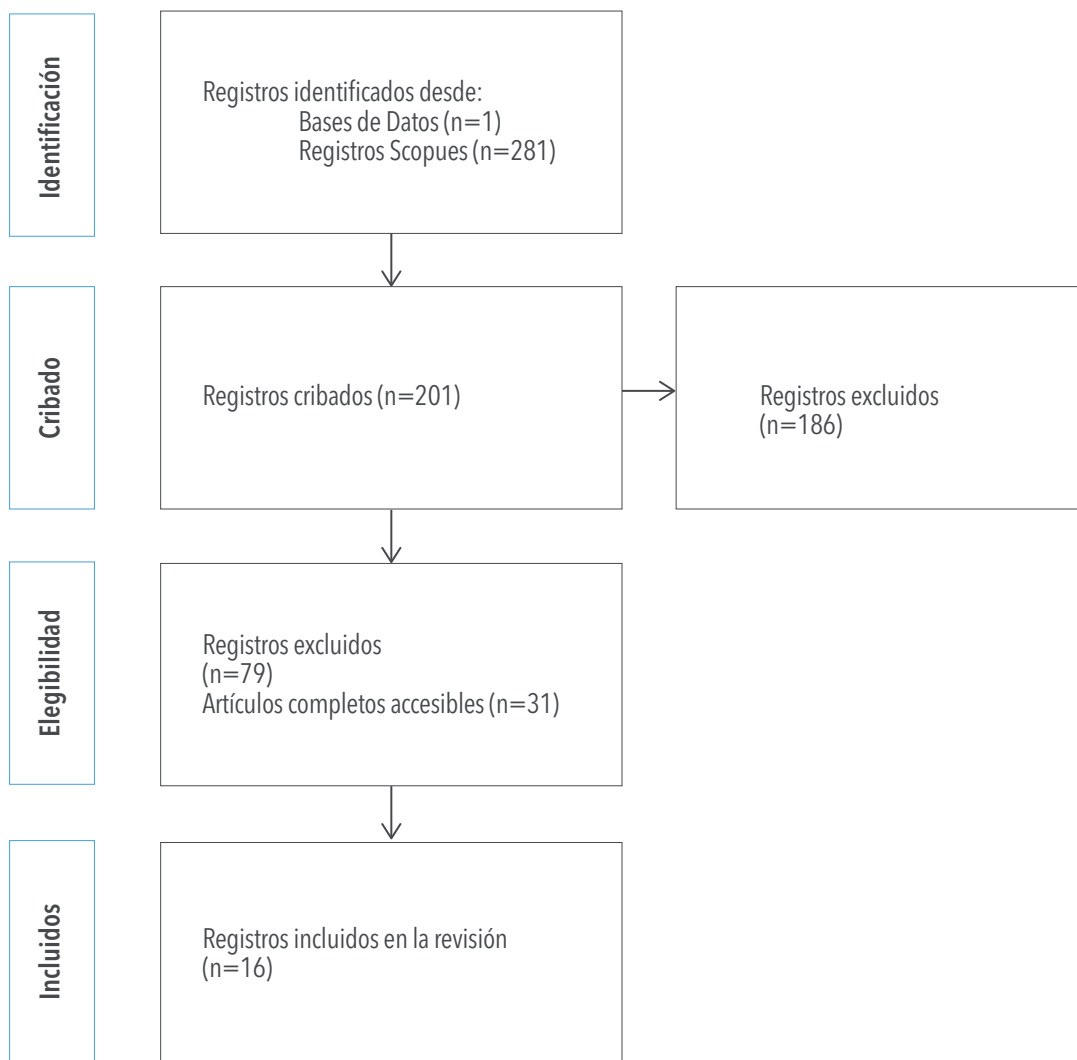 Identificación
Registros identificados desde:
Bases de Datos (n=1)
Registros Scopues (n=281)
Cribado
Registros cribados (n=201)
Registros excluidos
(n=186)
Elegibilidad
Registros excluidos
(n=79)
Artículos completos accesibles (n=31)
Incluidos
Registros incluidos en la revisión
(n=16)